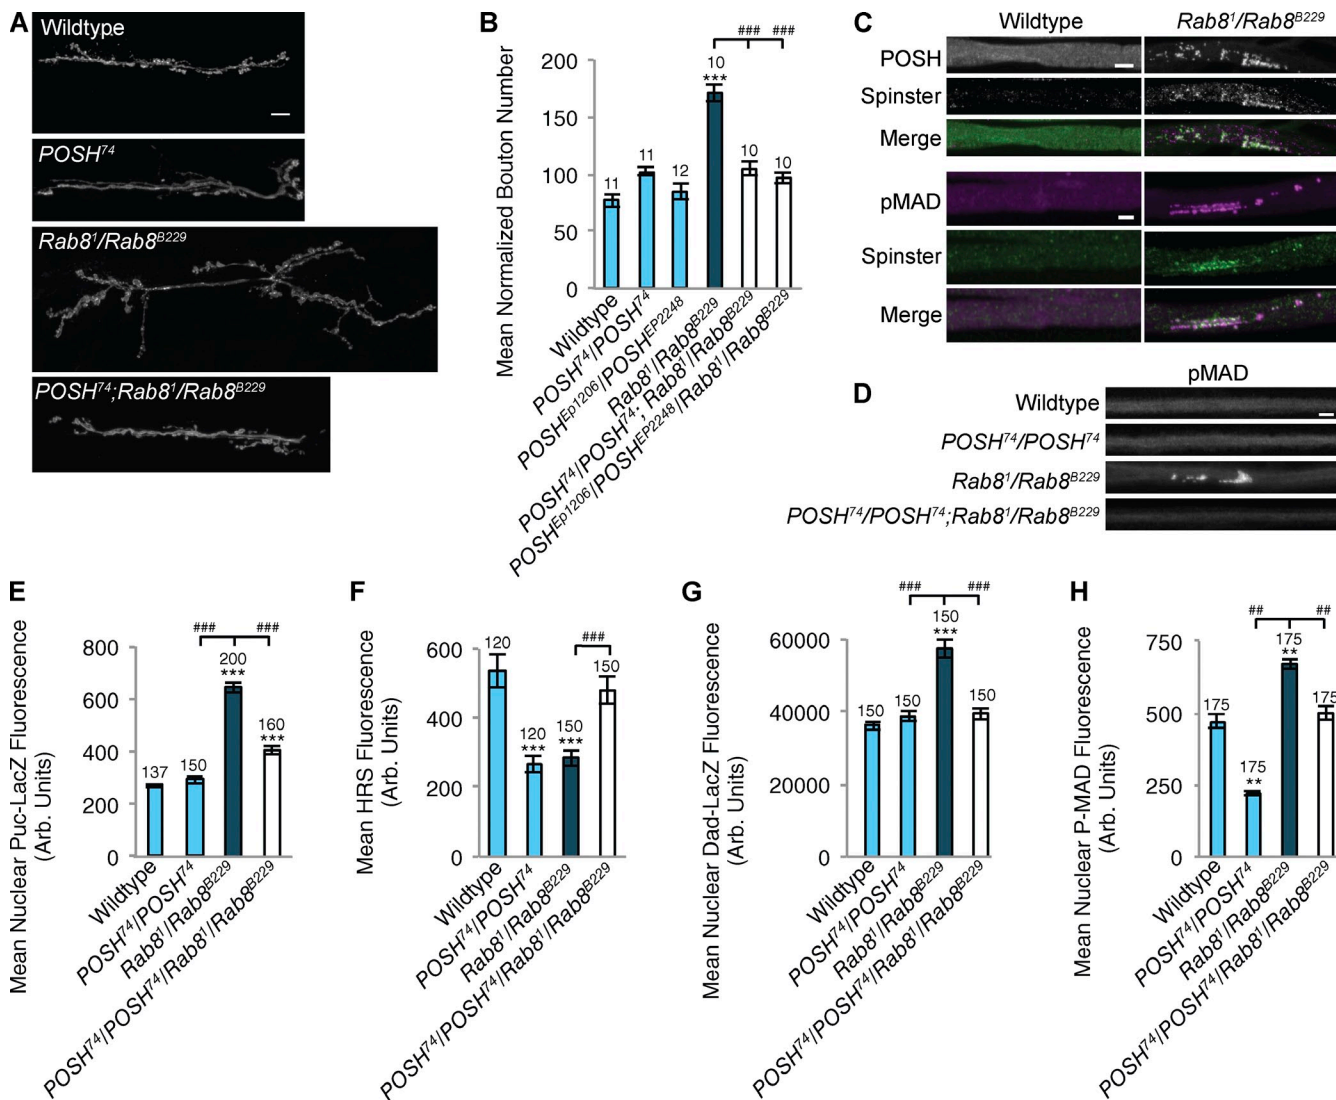 A
Wildtype
POSH⁷⁴
Rab8¹/Rab8ᴮ²²⁹
POSH⁷⁴;Rab8¹/Rab8ᴮ²²⁹
B
Mean Normalized Bouton Number
### ###
200
150
100
50
0
11
11
12
10
***
10
10
Wildtype
POSH⁷⁴/POSH⁷⁴
POSHᴱᵖ¹²⁰⁶/POSHᴱᴾ²²⁴⁸
Rab8¹/Rab8ᴮ²²⁹
POSH⁷⁴/POSH⁷⁴; Rab8¹/Rab8ᴮ²²⁹
POSHᴱᵖ¹²⁰⁶/POSHᴱᴾ²²⁴⁸/Rab8¹/Rab8ᴮ²²⁹
C
Wildtype
Rab8¹/Rab8ᴮ²²⁹
POSH
Spinster
Merge
pMAD
Spinster
Merge
D
pMAD
Wildtype
POSH⁷⁴/POSH⁷⁴
Rab8¹/Rab8ᴮ²²⁹
POSH⁷⁴/POSH⁷⁴;Rab8¹/Rab8ᴮ²²⁹
E
Mean Nuclear Puc-LacZ Fluorescence
(Arb. Units)
### ###
800
600
400
200
0
137
150
200
***
160
***
Wildtype
POSH⁷⁴/POSH⁷⁴
Rab8¹/Rab8ᴮ²²⁹
POSH⁷⁴/POSH⁷⁴/Rab8¹/Rab8ᴮ²²⁹
F
Mean HRS Fluorescence
(Arb. Units)
###
600
400
200
0
120
120
***
150
***
150
Wildtype
POSH⁷⁴/POSH⁷⁴
Rab8¹/Rab8ᴮ²²⁹
POSH⁷⁴/POSH⁷⁴/Rab8¹/Rab8ᴮ²²⁹
G
Mean Nuclear Dad-LacZ Fluorescence
(Arb. Units)
### ###
60000
40000
20000
0
150
150
150
***
150
Wildtype
POSH⁷⁴/POSH⁷⁴
Rab8¹/Rab8ᴮ²²⁹
POSH⁷⁴/POSH⁷⁴/Rab8¹/Rab8ᴮ²²⁹
H
Mean Nuclear P-MAD Fluorescence
(Arb. Units)
## ##
750
500
250
0
175
175
**
175
**
175
Wildtype
POSH⁷⁴/POSH⁷⁴
Rab8¹/Rab8ᴮ²²⁹
POSH⁷⁴/POSH⁷⁴/Rab8¹/Rab8ᴮ²²⁹